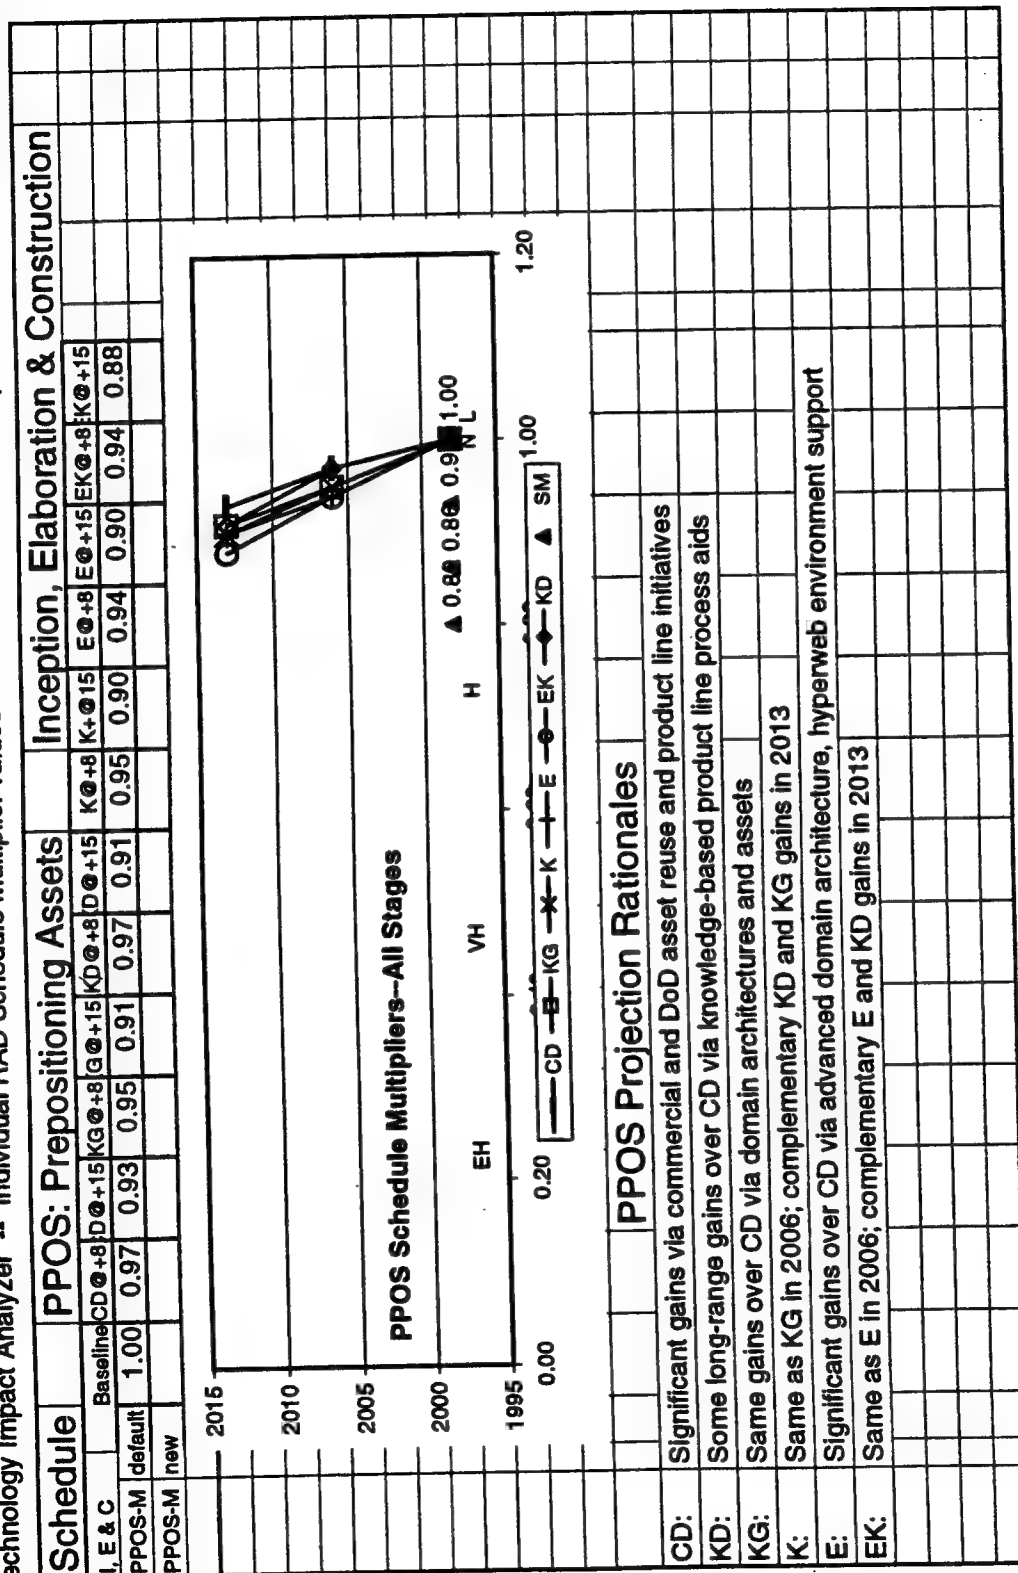 echnology Impact Analyzer -- Individual RAD Schedule Multiplier Values
Schedule PPOS: Prepositioning Assets Inception, Elaboration & Construction
I, E & C Baseline CD@+8 CD@+15 KG@+8 KG@+15 KD@+8 KD@+15 K@+8 K+@15 E@+8 E@+15 EK@+8 EK@+15
PPOS-M default 1.00 0.97 0.93 0.95 0.91 0.97 0.91 0.95 0.90 0.94 0.90 0.94 0.88
PPOS-M new
2015
2010
2005
2000
1995
PPOS Schedule Multipliers--All Stages
1.00
EH VH H N L
0.00 0.20 1.00 1.20
CD KG K E EK KD SM
PPOS Projection Rationales
CD: Significant gains via commercial and DoD asset reuse and product line initiatives
KD: Some long-range gains over CD via knowledge-based product line process aids
KG: Same gains over CD via domain architectures and assets
K: Same as KG in 2006; complementary KD and KG gains in 2013
E: Significant gains over CD via advanced domain architecture, hyperweb environment support
EK: Same as E in 2006; complementary E and KD gains in 2013